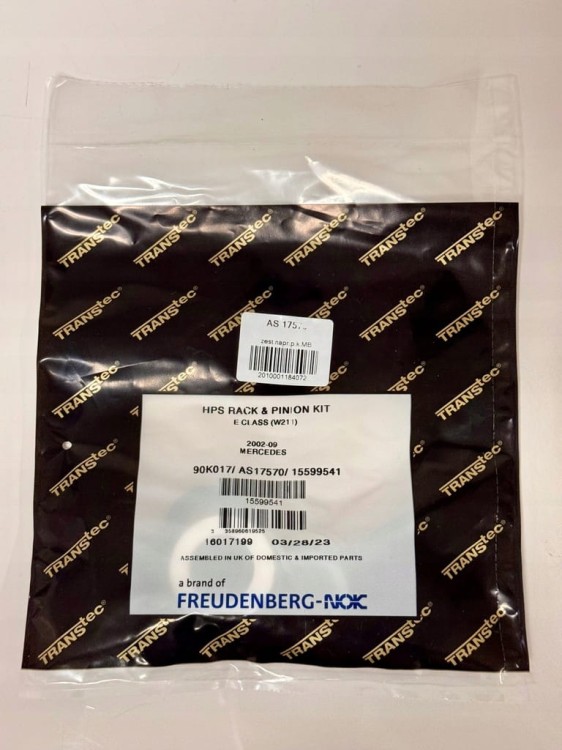 TRANStec®
AS 17570
zest.napr.p.k.MB
2010001184072
HPS RACK & PINION KIT
E CLASS (W211)
2002-09
MERCEDES
90K017/ AS17570/ 15599541
15599541
16017199 03/28/23
ASSEMBLED IN UK OF DOMESTIC & IMPORTED PARTS
a brand of
FREUDENBERG-NOK